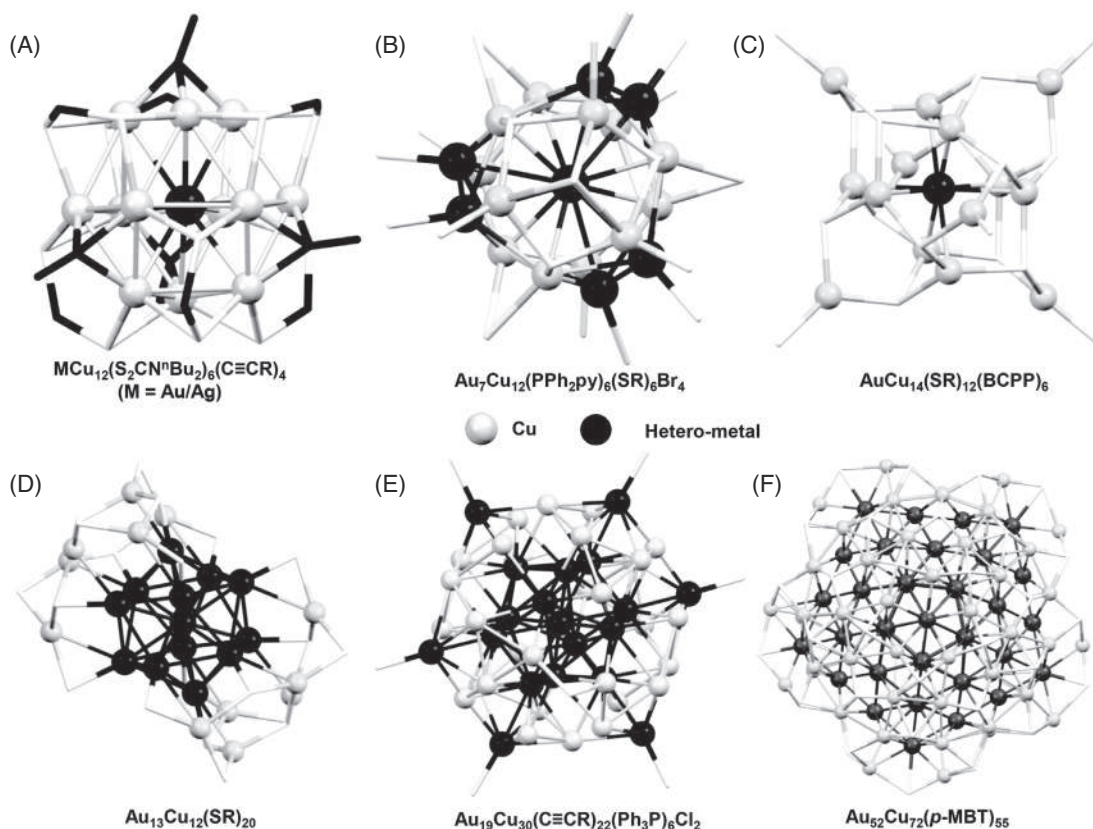 (A)
(B)
(C)
MCu₁₂(S₂CNⁿBu₂)₆(C≡CR)₄
(M = Au/Ag)
Au₇Cu₁₂(PPh₂py)₆(SR)₆Br₄
AuCu₁₄(SR)₁₂(BCPP)₆
Cu
Hetero-metal
(D)
(E)
(F)
Au₁₃Cu₁₂(SR)₂₀
Au₁₉Cu₃₀(C≡CR)₂₂(Ph₃P)₆Cl₂
Au₅₂Cu₇₂(p-MBT)₅₅